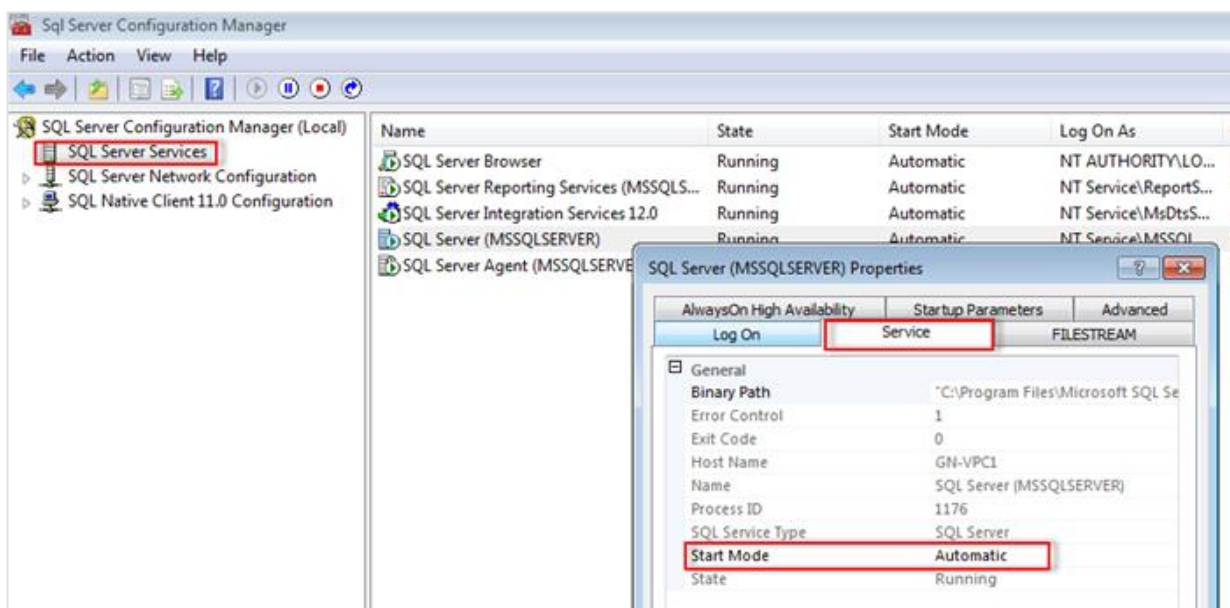 Sql Server Configuration Manager
File Action View Help
SQL Server Configuration Manager (Local)
SQL Server Services
SQL Server Network Configuration
SQL Native Client 11.0 Configuration
Name State Start Mode Log On As
SQL Server Browser Running Automatic NT AUTHORITY\LO...
SQL Server Reporting Services (MSSQLS... Running Automatic NT Service\ReportS...
SQL Server Integration Services 12.0 Running Automatic NT Service\MsDtsS...
SQL Server (MSSQLSERVER) Running Automatic NT Service\MSSQL
SQL Server Agent (MSSQLSERVE
SQL Server (MSSQLSERVER) Properties
AlwaysOn High Availability Startup Parameters Advanced
Log On Service FILESTREAM
General
Binary Path "C:\Program Files\Microsoft SQL Se
Error Control 1
Exit Code 0
Host Name GN-VPC1
Name SQL Server (MSSQLSERVER)
Process ID 1176
SQL Service Type SQL Server
Start Mode Automatic
State Running